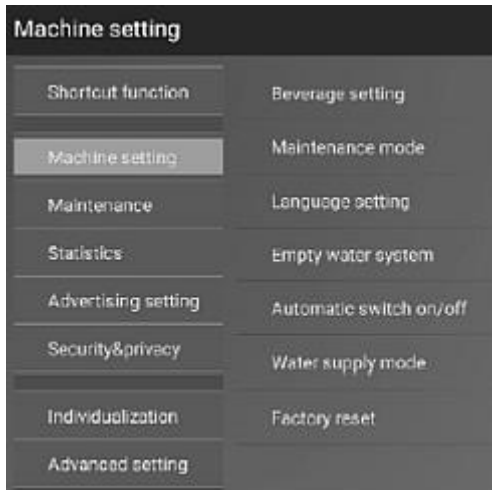 Machine setting
Shortcut function
Machine setting
Maintenance
Statistics
Advertising setting
Security&privacy
Individualization
Advanced setting
Beverage setting
Maintenance mode
Language setting
Empty water system
Automatic switch on/off
Water supply mode
Factory reset